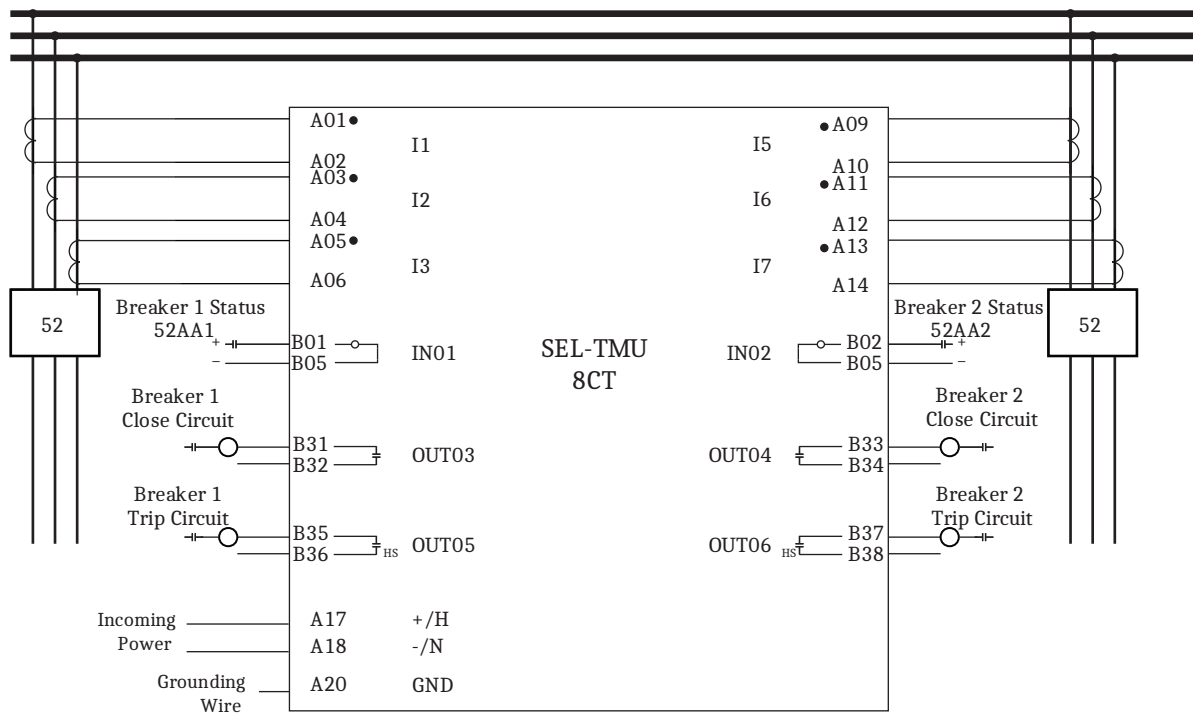 A01
A02
I1
A03
A04
I2
A05
A06
I3
A09
A10
I5
A11
A12
I6
A13
A14
I7
52
52
Breaker 1 Status
52AA1
+
−
B01
B05
IN01
SEL-TMU
8CT
Breaker 2 Status
52AA2
+
−
IN02
B02
B05
Breaker 1
Close Circuit
B31
B32
OUT03
Breaker 2
Close Circuit
OUT04
B33
B34
Breaker 1
Trip Circuit
B35
B36
HS
OUT05
Breaker 2
Trip Circuit
OUT06
HS
B37
B38
Incoming
Power
A17
+/H
A18
-/N
Grounding
Wire
A20
GND